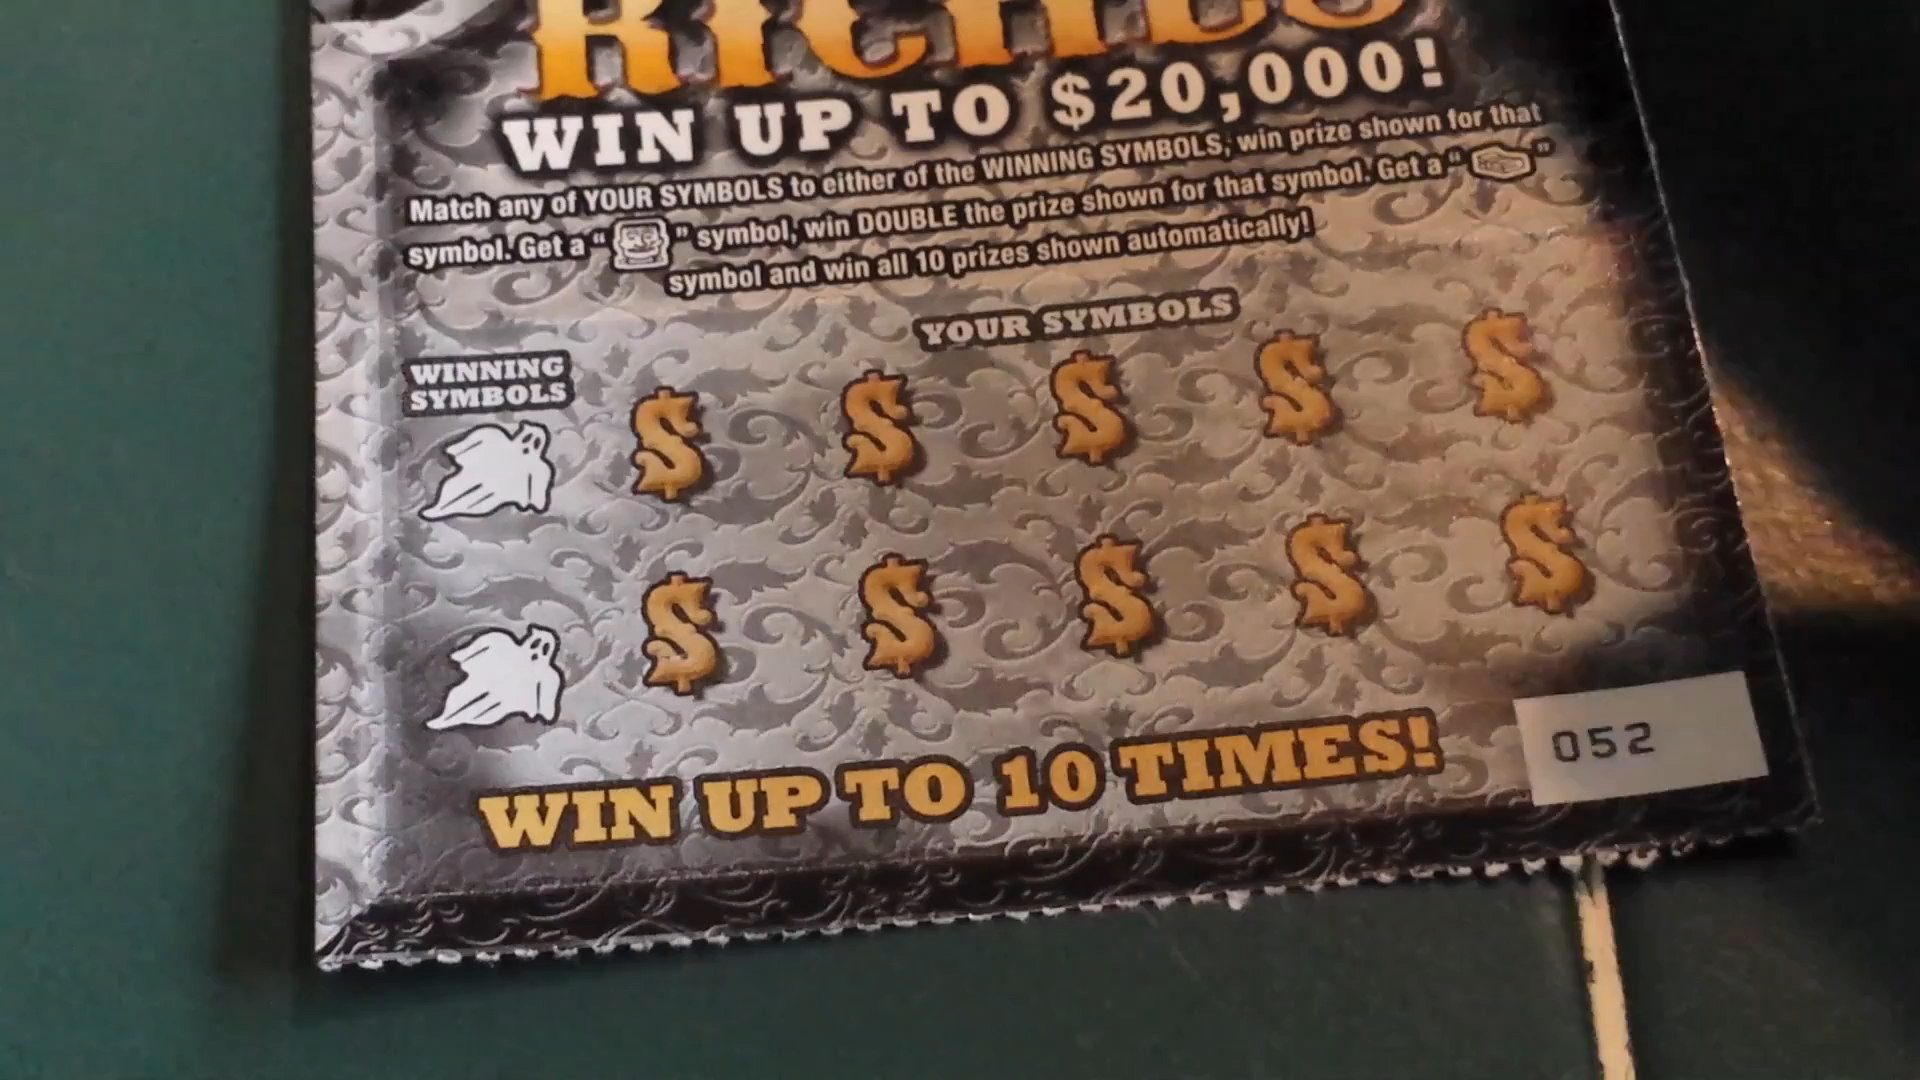 RICHES
WIN UP TO $20,000!
Match any of YOUR SYMBOLS to either of the WINNING SYMBOLS, win prize shown for that
symbol. Get a " " symbol, win DOUBLE the prize shown for that symbol. Get a " "
symbol and win all 10 prizes shown automatically!
YOUR SYMBOLS
WINNING
SYMBOLS
$ $ $ $ $
$ $ $ $ $
WIN UP TO 10 TIMES!
052